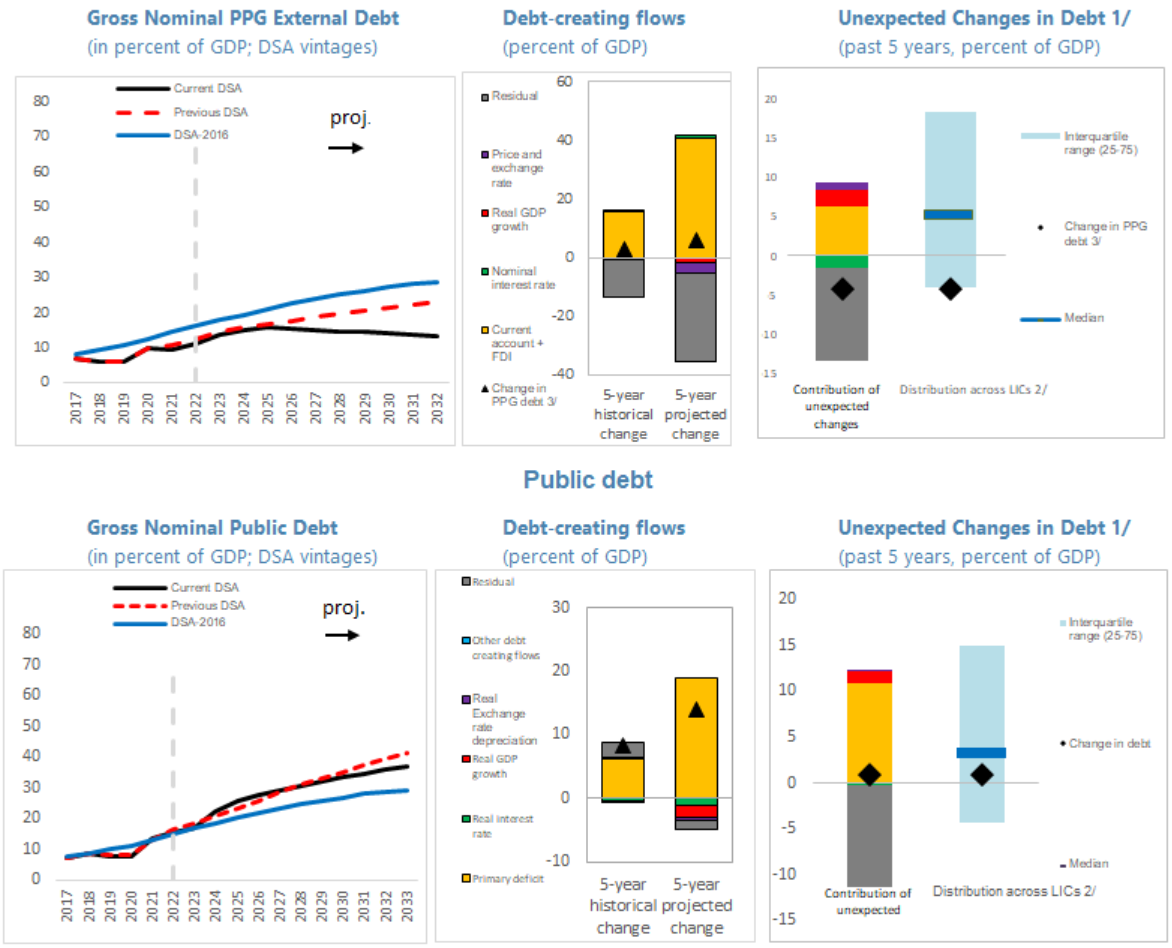 Gross Nominal PPG External Debt
(in percent of GDP; DSA vintages)
Current DSA
Previous DSA
DSA-2016
proj.
80
70
60
50
40
30
20
10
0
2017
2018
2019
2020
2021
2022
2023
2024
2025
2026
2027
2028
2029
2030
2031
2032
Debt-creating flows
(percent of GDP)
Residual
Price and
exchange
rate
Real GDP
growth
Nominal
interest rate
Current
account +
FDI
Change in
PPG debt 3/
60
40
20
0
-20
-40
5-year
historical
change
5-year
projected
change
Unexpected Changes in Debt 1/
(past 5 years, percent of GDP)
20
15
10
5
0
-5
-10
-15
Interquartile
range (25-75)
Change in PPG
debt 3/
Median
Contribution of
unexpected
changes
Distribution across LICs 2/
Public debt
Gross Nominal Public Debt
(in percent of GDP; DSA vintages)
Current DSA
Previous DSA
DSA-2016
proj.
80
70
60
50
40
30
20
10
0
2017
2018
2019
2020
2021
2022
2023
2024
2025
2026
2027
2028
2029
2030
2031
2032
2033
Debt-creating flows
(percent of GDP)
Residual
Other debt
creating flows
Real
Exchange
rate
depreciation
Real GDP
growth
Real interest
rate
Primary deficit
30
20
10
0
-10
5-year
historical
change
5-year
projected
change
Unexpected Changes in Debt 1/
(past 5 years, percent of GDP)
20
15
10
5
0
-5
-10
-15
Interquartile
range (25-75)
Change in debt
Median
Contribution of
unexpected
Distribution across LICs 2/